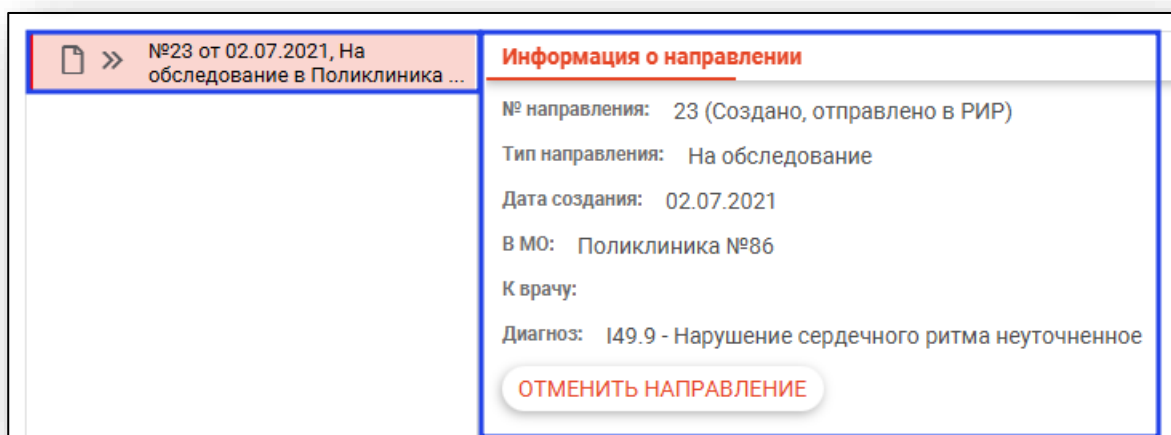 №23 от 02.07.2021, На
обследование в Поликлиника ...
Информация о направлении
№ направления: 23 (Создано, отправлено в РИР)
Тип направления: На обследование
Дата создания: 02.07.2021
В МО: Поликлиника №86
К врачу:
Диагноз: I49.9 - Нарушение сердечного ритма неуточненное
ОТМЕНИТЬ НАПРАВЛЕНИЕ